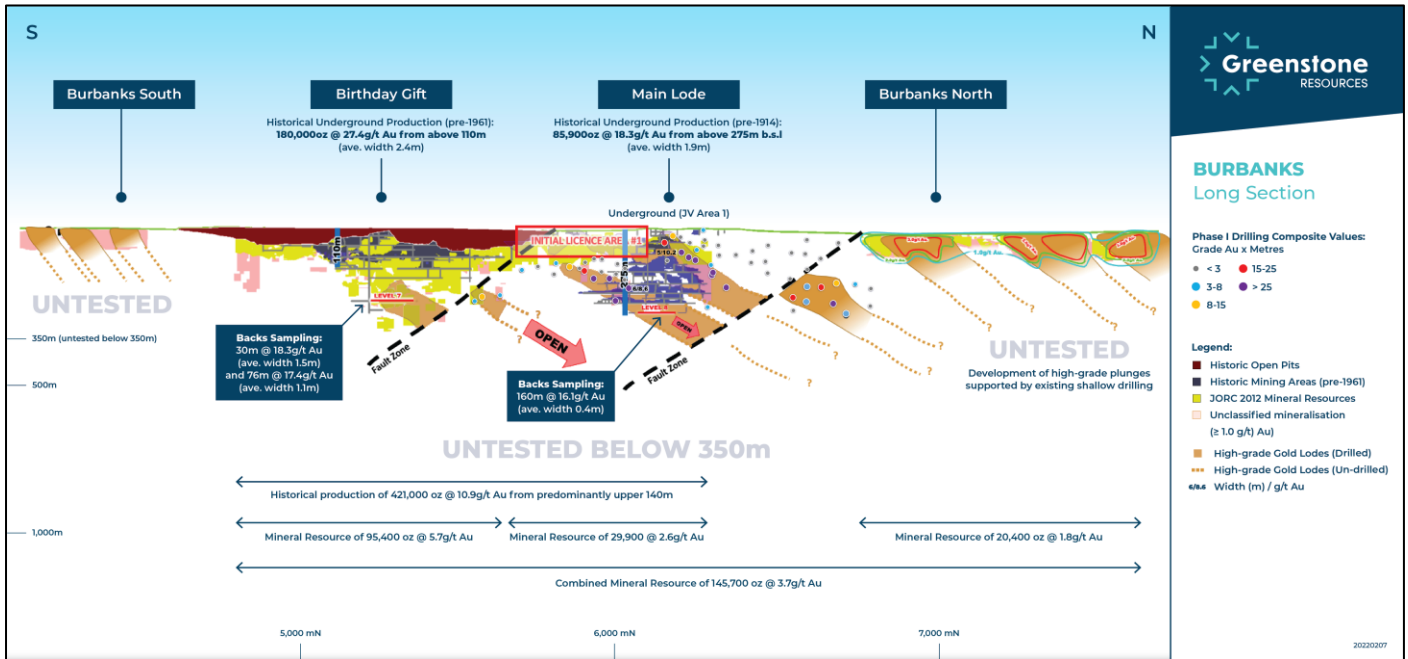 S
N
Burbanks South
Birthday Gift
Main Lode
Burbanks North
Historical Underground Production (pre-1961):
180,000oz @ 27.4g/t Au from above 110m
(ave. width 2.4m)
Historical Underground Production (pre-1914):
85,900oz @ 18.3g/t Au from above 275m b.s.l
(ave. width 1.9m)
Underground (JV Area 1)
INITIAL LICENCE AREA #1
110m
LEVEL 7
LEVEL 4
OPEN
OPEN
Fault Zone
Fault Zone
?
?
?
?
?
?
?
UNTESTED
350m (untested below 350m)
500m
1,000m
Backs Sampling:
30m @ 18.3g/t Au
(ave. width 1.5m)
and 76m @ 17.4g/t Au
(ave. width 1.1m)
Backs Sampling:
160m @ 16.1g/t Au
(ave. width 0.4m)
UNTESTED
Development of high-grade plunges
supported by existing shallow drilling
UNTESTED BELOW 350m
Historical production of 421,000 oz @ 10.9g/t Au from predominantly upper 140m
Mineral Resource of 95,400 oz @ 5.7g/t Au
Mineral Resource of 29,900 @ 2.6g/t Au
Mineral Resource of 20,400 oz @ 1.8g/t Au
Combined Mineral Resource of 145,700 oz @ 3.7g/t Au
5,000 mN
6,000 mN
7,000 mN
Greenstone
RESOURCES
BURBANKS
Long Section
Phase I Drilling Composite Values:
Grade Au x Metres
< 3
15-25
3-8
> 25
8-15
Legend:
Historic Open Pits
Historic Mining Areas (pre-1961)
JORC 2012 Mineral Resources
Unclassified mineralisation
(≥ 1.0 g/t) Au)
High-grade Gold Lodes (Drilled)
High-grade Gold Lodes (Un-drilled)
6/8.6 Width (m) / g/t Au
20220207